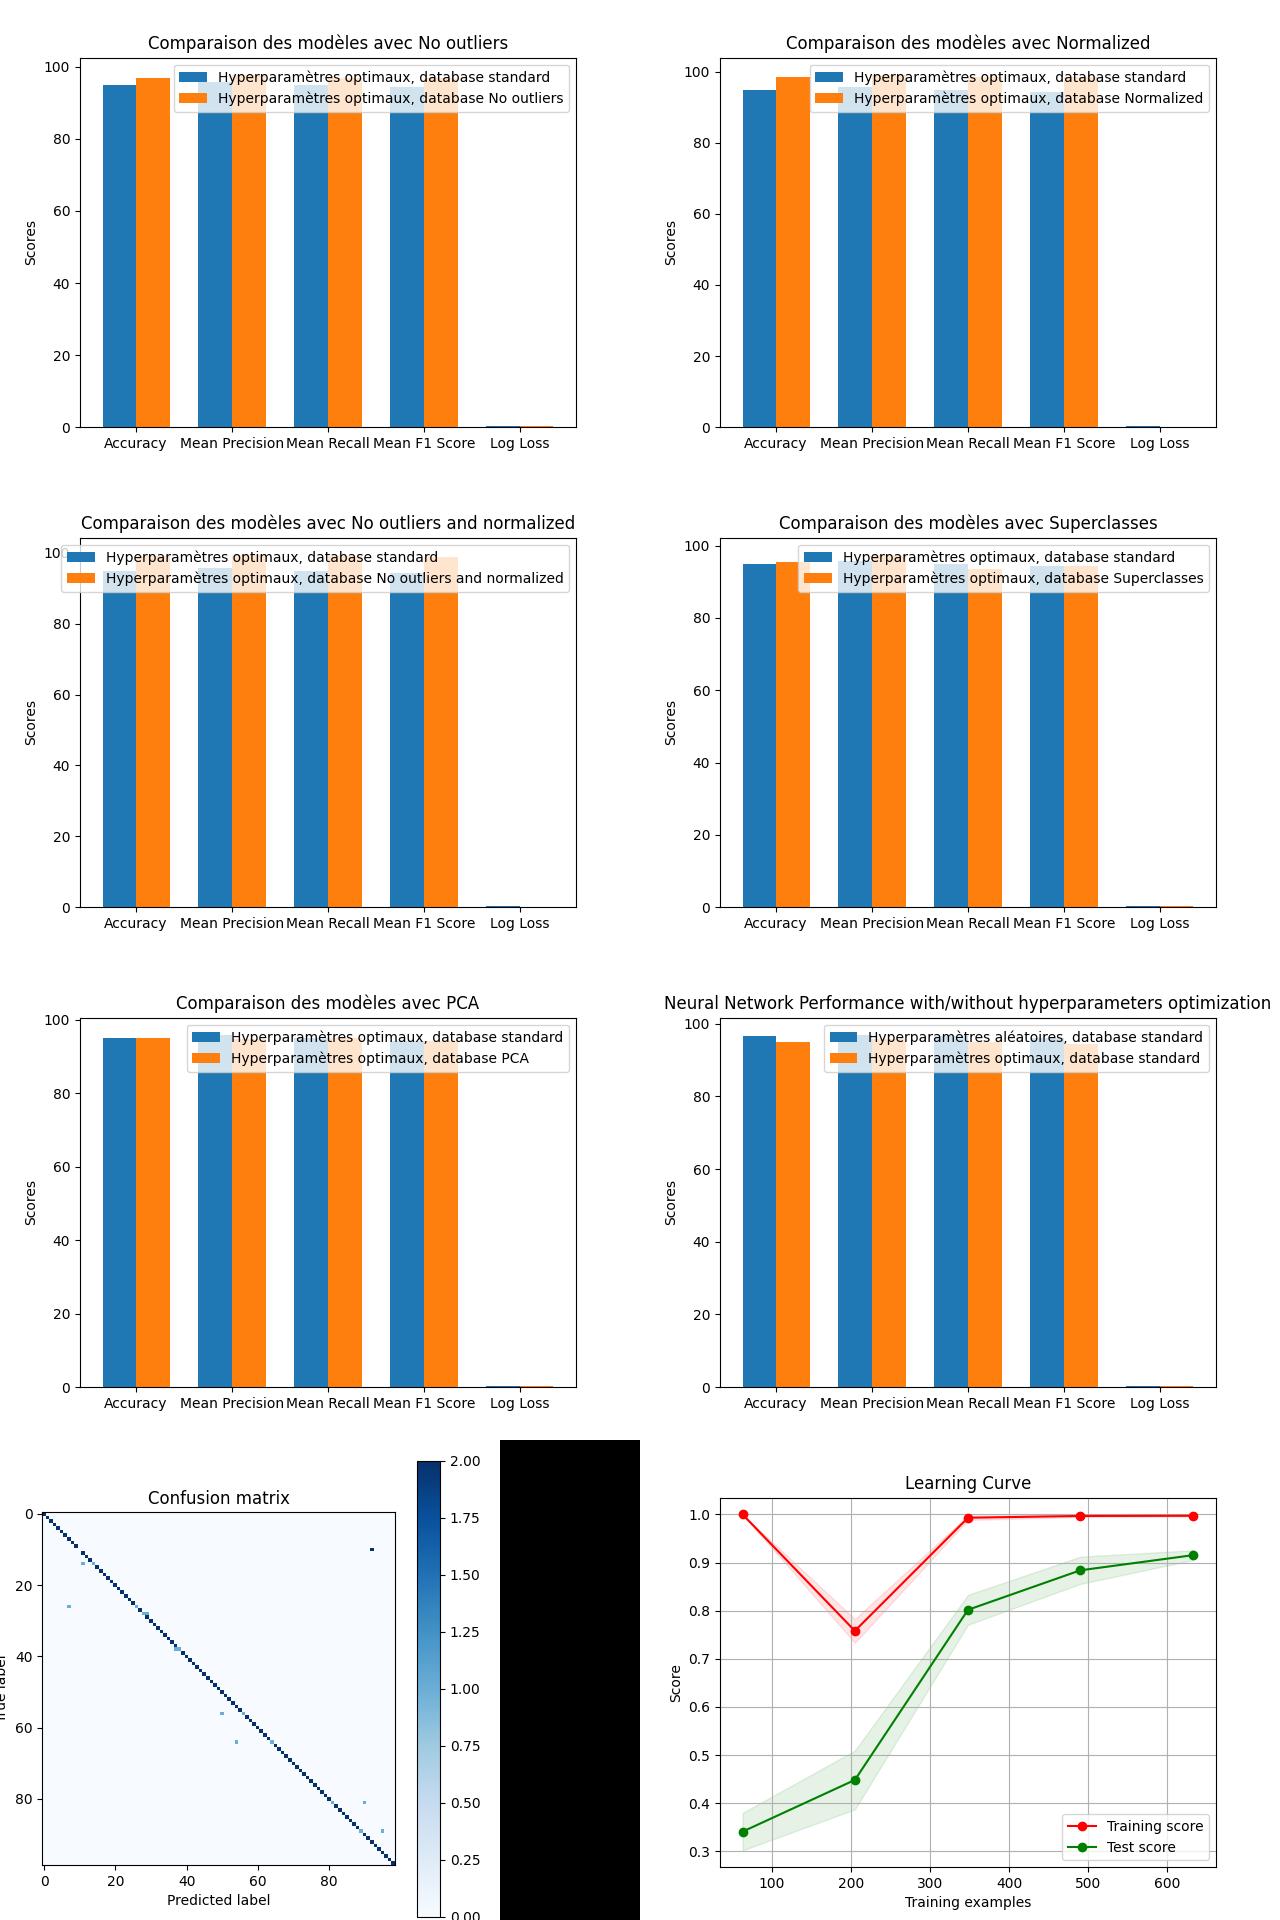 Comparaison des modèles avec No outliers
Hyperparamètres optimaux, database standard
Hyperparamètres optimaux, database No outliers
Scores
100
80
60
40
20
0
Accuracy Mean Precision Mean Recall Mean F1 Score Log Loss
Comparaison des modèles avec Normalized
Hyperparamètres optimaux, database standard
Hyperparamètres optimaux, database Normalized
Scores
100
80
60
40
20
0
Accuracy Mean Precision Mean Recall Mean F1 Score Log Loss
Comparaison des modèles avec No outliers and normalized
Hyperparamètres optimaux, database standard
Hyperparamètres optimaux, database No outliers and normalized
Scores
100
80
60
40
20
0
Accuracy Mean Precision Mean Recall Mean F1 Score Log Loss
Comparaison des modèles avec Superclasses
Hyperparamètres optimaux, database standard
Hyperparamètres optimaux, database Superclasses
Scores
100
80
60
40
20
0
Accuracy Mean Precision Mean Recall Mean F1 Score Log Loss
Comparaison des modèles avec PCA
Hyperparamètres optimaux, database standard
Hyperparamètres optimaux, database PCA
Scores
100
80
60
40
20
0
Accuracy Mean Precision Mean Recall Mean F1 Score Log Loss
Neural Network Performance with/without hyperparameters optimization
Hyperparamètres aléatoires, database standard
Hyperparamètres optimaux, database standard
Scores
100
80
60
40
20
0
Accuracy Mean Precision Mean Recall Mean F1 Score Log Loss
Confusion matrix
0
20
40
60
80
label
0 20 40 60 80
Predicted label
2.00
1.75
1.50
1.25
1.00
0.75
0.50
0.25
0.00
Learning Curve
Score
1.0
0.9
0.8
0.7
0.6
0.5
0.4
0.3
Training score
Test score
100 200 300 400 500 600
Training examples